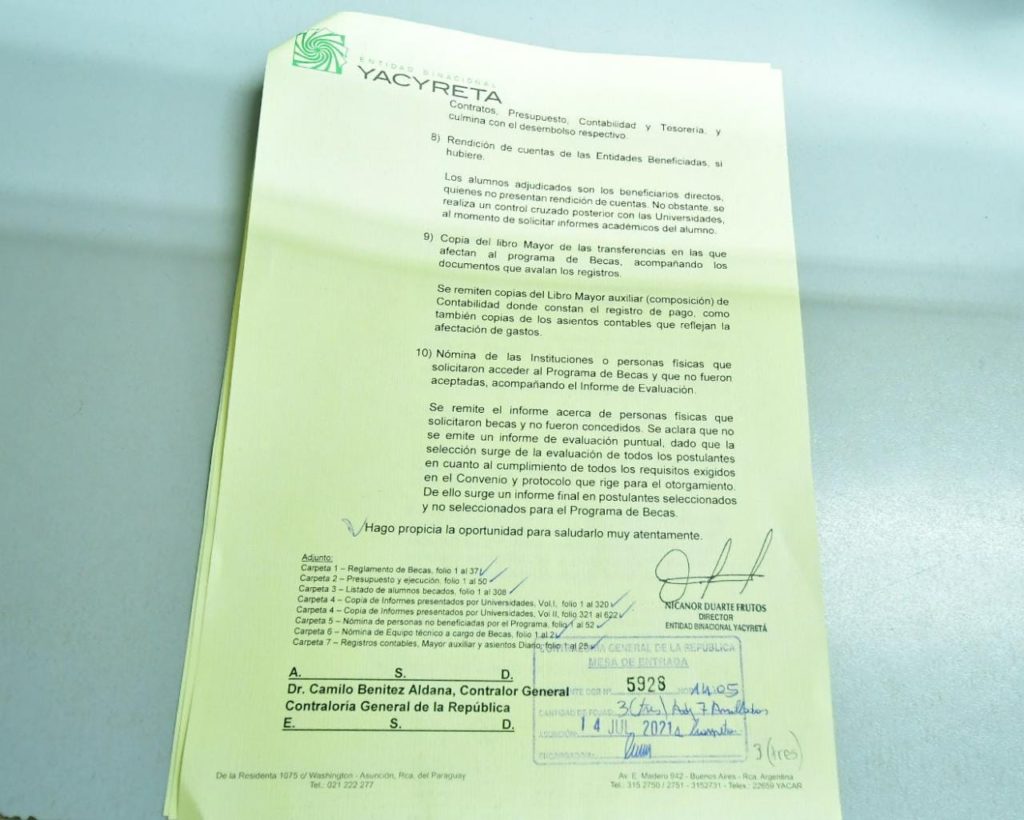 ENTIDAD BINACIONAL
YACYRETA
Contratos, Presupuesto, Contabilidad y Tesorería, y
culmina con el desembolso respectivo.
8) Rendición de cuentas de las Entidades Beneficiadas, si
hubiere.
Los alumnos adjudicados son los beneficiarios directos,
quienes no presentan rendición de cuentas. No obstante, se
realiza un control cruzado posterior con las Universidades,
al momento de solicitar informes académicos del alumno.
9) Copia del libro Mayor de las transferencias en las que
afectan al programa de Becas, acompañando los
documentos que avalan los registros.
Se remiten copias del Libro Mayor auxiliar (composición) de
Contabilidad donde constan el registro de pago, como
también copias de los asientos contables que reflejan la
afectación de gastos.
10) Nómina de las Instituciones o personas físicas que
solicitaron acceder al Programa de Becas y que no fueron
aceptadas, acompañando el Informe de Evaluación.
Se remite el informe acerca de personas físicas que
solicitaron becas y no fueron concedidos. Se aclara que no
se emite un informe de evaluación puntual, dado que la
selección surge de la evaluación de todos los postulantes
en cuanto al cumplimiento de todos los requisitos exigidos
en el Convenio y protocolo que rige para el otorgamiento.
De ello surge un informe final en postulantes seleccionados
y no seleccionados para el Programa de Becas.
Hago propicia la oportunidad para saludarlo muy atentamente.
Adjunto:
Carpeta 1 – Reglamento de Becas, folio 1 al 37
Carpeta 2 – Presupuesto y ejecución, folio 1 al 50
Carpeta 3 – Listado de alumnos becados, folio 1 al 308
Carpeta 4 – Copia de Informes presentados por Universidades, Vol.I, folio 1 al 320
Carpeta 4 – Copia de Informes presentados por Universidades, Vol II, folio 321 al 622
Carpeta 5 – Nómina de personas no beneficiadas por el Programa, folio 1 al 52
Carpeta 6 – Nómina de Equipo técnico a cargo de Becas, folio 1 al 2
Carpeta 7 – Registros contables, Mayor auxiliar y asientos Diario, folio 1 al 25
NICANOR DUARTE FRUTOS
DIRECTOR
ENTIDAD BINACIONAL YACYRETÁ
CONTRALORÍA GENERAL DE LA REPÚBLICA
MESA DE ENTRADA
5928 14:05
CANTIDAD DE FOJAS: 3 (tres) Adj 7
ASUNCIÓN: 14 JUL 2021
3 (tres)
A. S. D.
Dr. Camilo Benitez Aldana, Contralor General
Contraloría General de la República
E. S. D.
De la Residenta 1075 c/ Washington - Asunción, Rca. del Paraguay
Tel.: 021 222 277
Av. E. Madero 942 - Buenos Aires - Rca. Argentina
Tel.: 315 2750 / 2751 - 3152731 - Telex.: 22659 YACAR